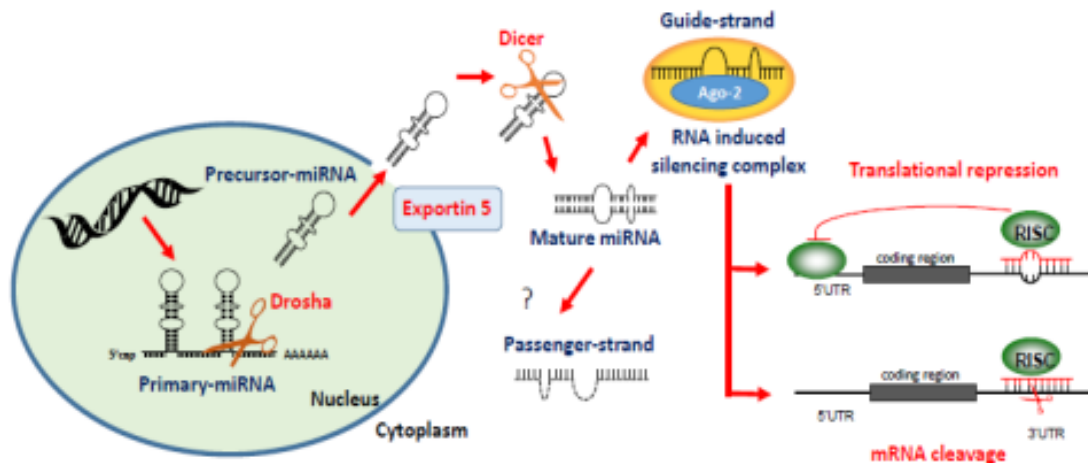 Guide-strand
Dicer
Ago-2
RNA induced
silencing complex
Precursor-miRNA
Exportin 5
Mature miRNA
Translational repression
RISC
coding region
5'UTR
Drosha
5'cap
AAAAAA
Primary-miRNA
?
Passenger-strand
Nucleus
Cytoplasm
RISC
coding region
5'UTR
3'UTR
mRNA cleavage